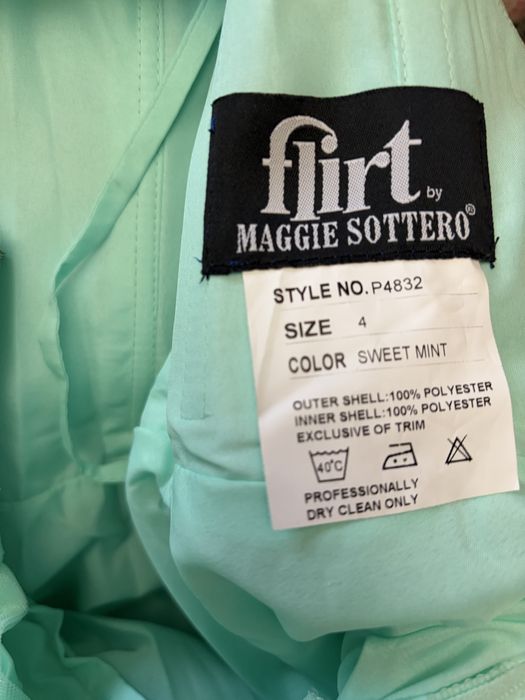 flirt
by
MAGGIE SOTTERO®
STYLE NO. P4832
SIZE 4
COLOR SWEET MINT
OUTER SHELL:100% POLYESTER
INNER SHELL:100% POLYESTER
EXCLUSIVE OF TRIM
40°C
PROFESSIONALLY
DRY CLEAN ONLY